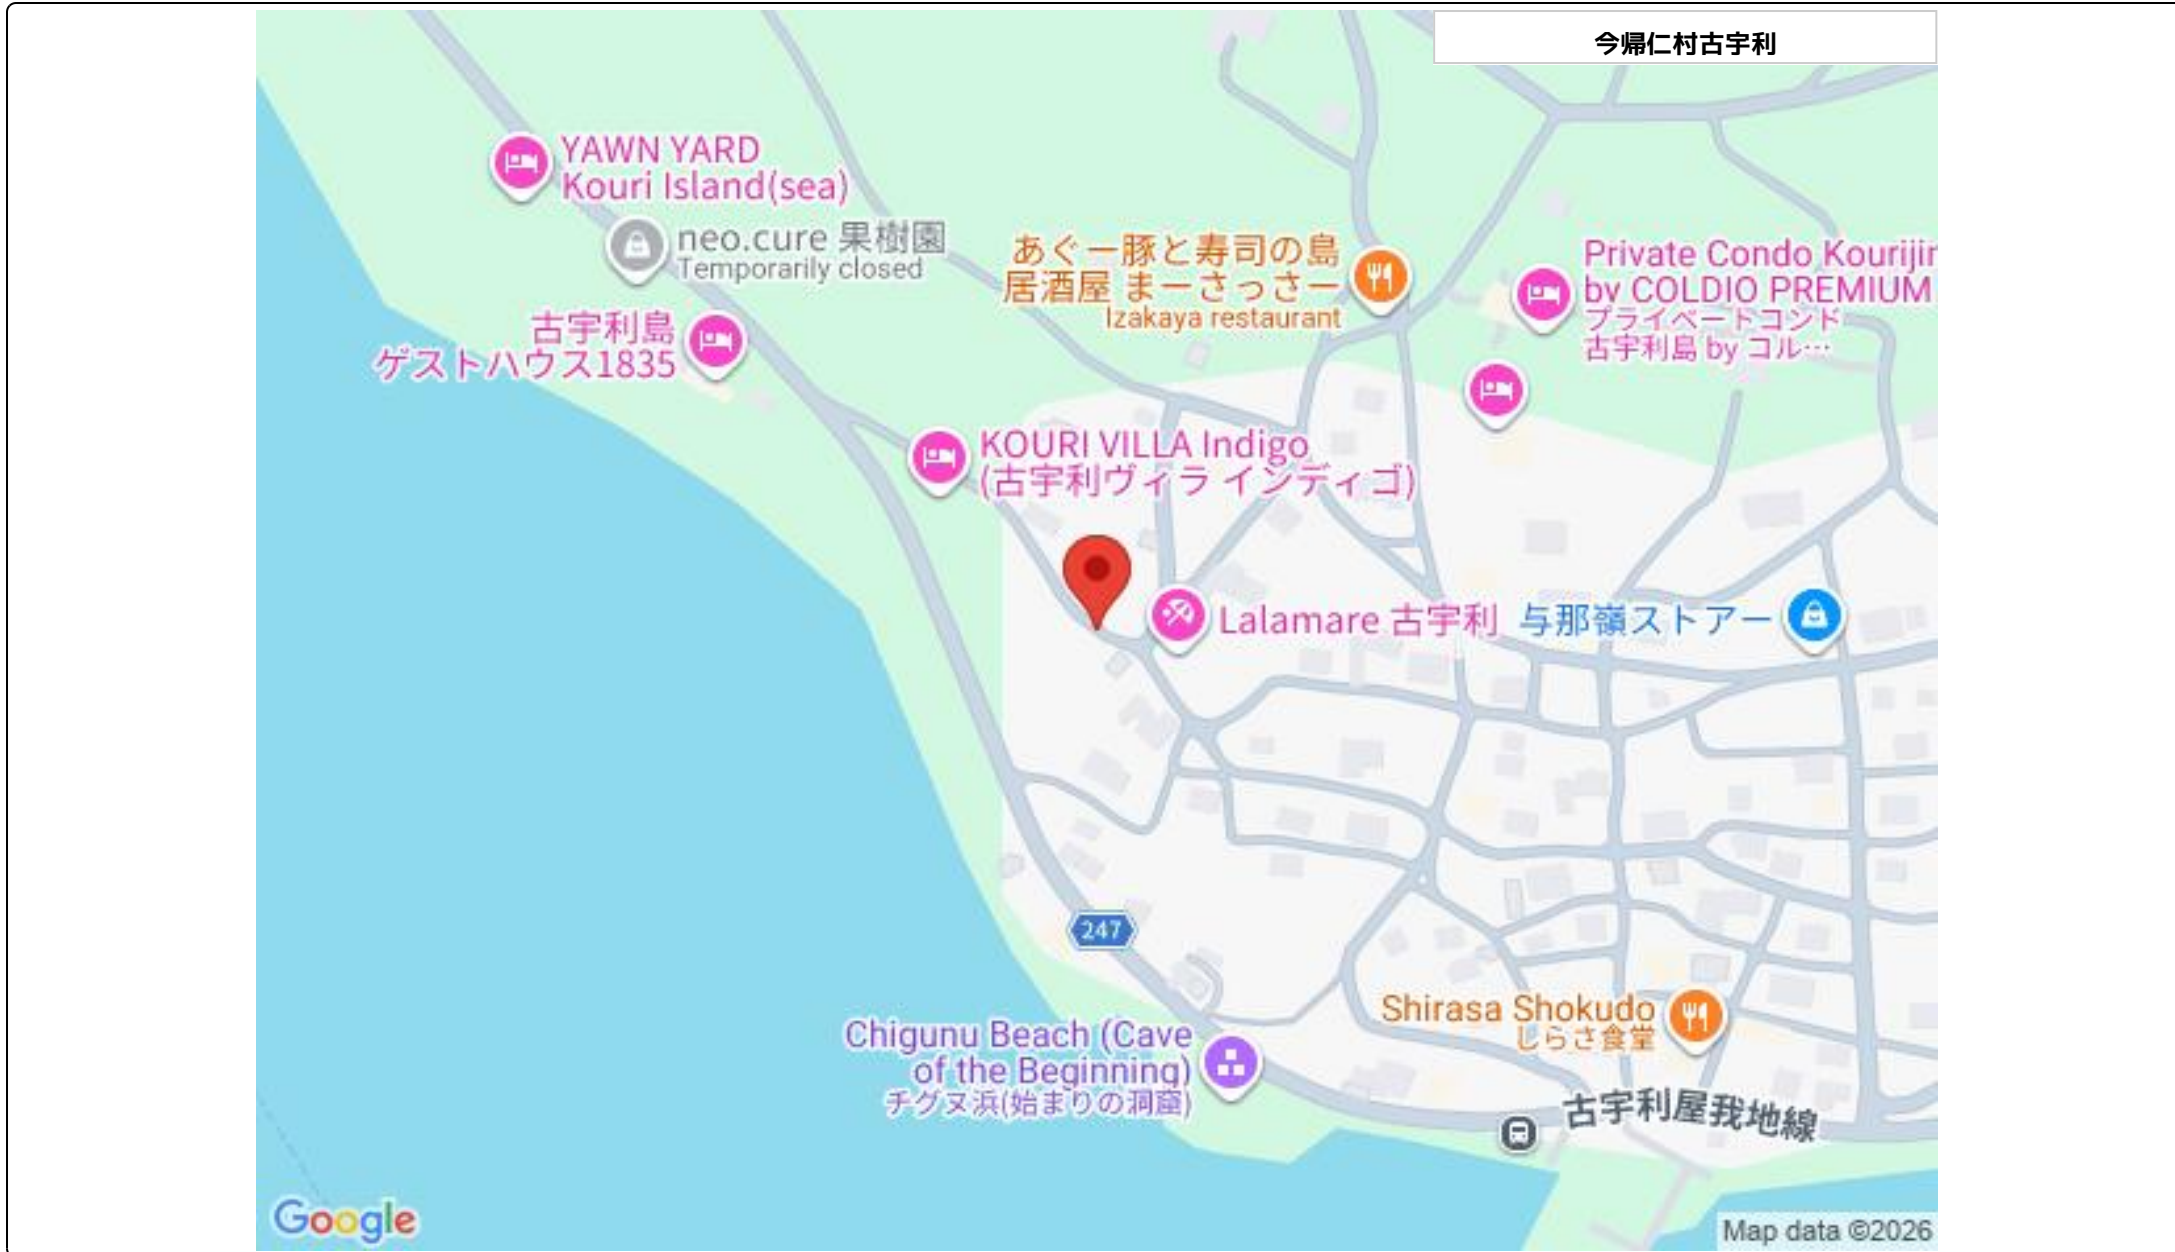 今帰仁村古宇利
YAWN YARD
Kouri Island(sea)
neo.cure 果樹園
Temporarily closed
あぐー豚と寿司の島
居酒屋 まーさっさー
Izakaya restaurant
Private Condo Kourijin
by COLDIO PREMIUM
プライベートコンド
古宇利島 by コル…
古宇利島
ゲストハウス1835
KOURI VILLA Indigo
(古宇利ヴィラ インディゴ)
Lalamare 古宇利
与那嶺ストアー
247
Shirasa Shokudo
しらさ食堂
Chigunu Beach (Cave
of the Beginning)
チグヌ浜(始まりの洞窟)
古宇利屋我地線
Google
Map data ©2026